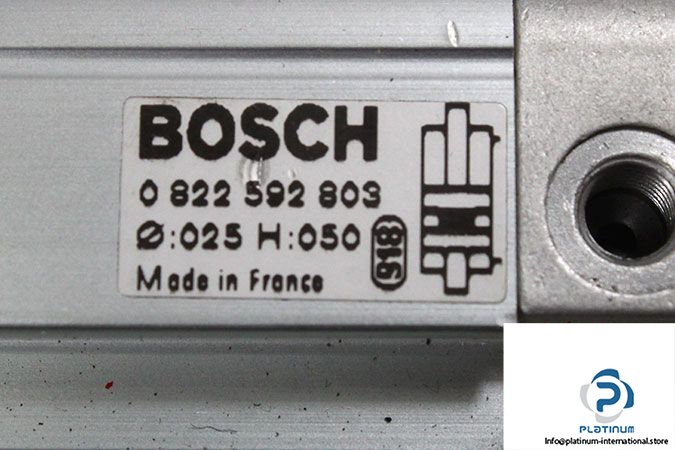 BOSCH
0 822 592 803
Ø:025 H:050 918
Made in France
PLATINUM
Info@platinum-international.store